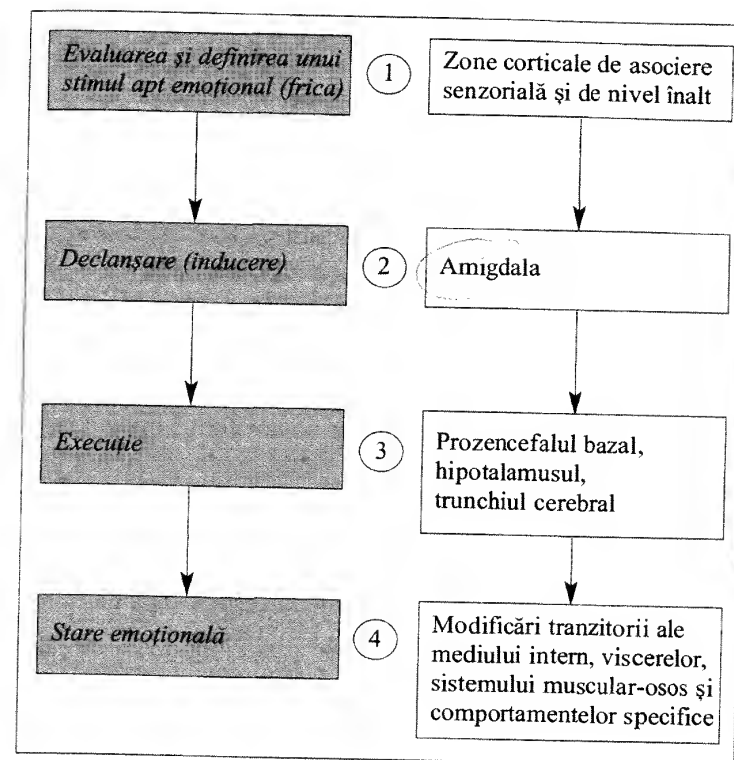 Evaluarea și definirea unui
stimul apt emoțional (frica)
1
Zone corticale de asociere
senzorială și de nivel înalt
Declanșare (inducere)
2
Amigdala
Execuție
3
Prozencefalul bazal,
hipotalamusul,
trunchiul cerebral
Stare emoțională
4
Modificări tranzitorii ale
mediului intern, viscerelor,
sistemului muscular-osos și
comportamentelor specifice